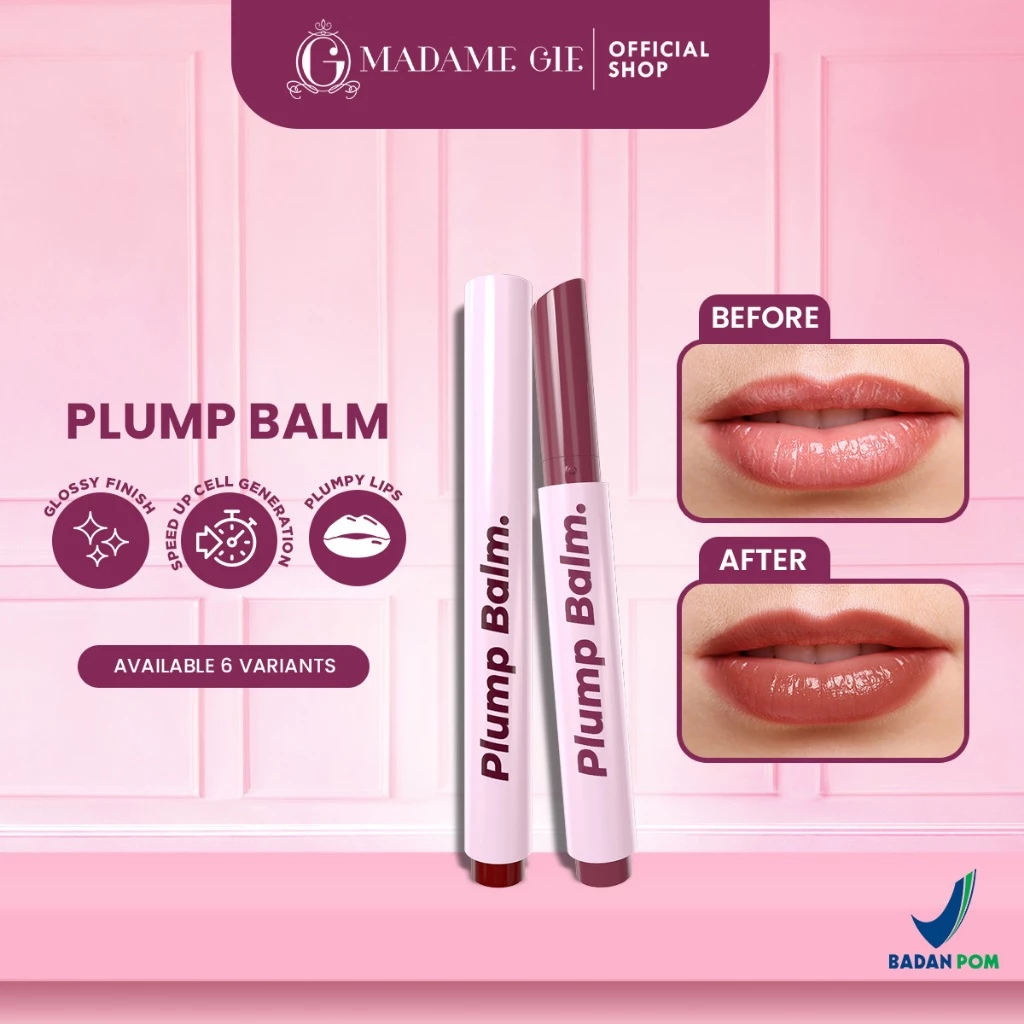 MADAME GIE
OFFICIAL
SHOP
PLUMP BALM
GLOSSY FINISH
SPEED UP CELL GENERATION
PLUMPY LIPS
AVAILABLE 6 VARIANTS
Plump Balm.
Plump Balm.
BEFORE
AFTER
BADAN POM